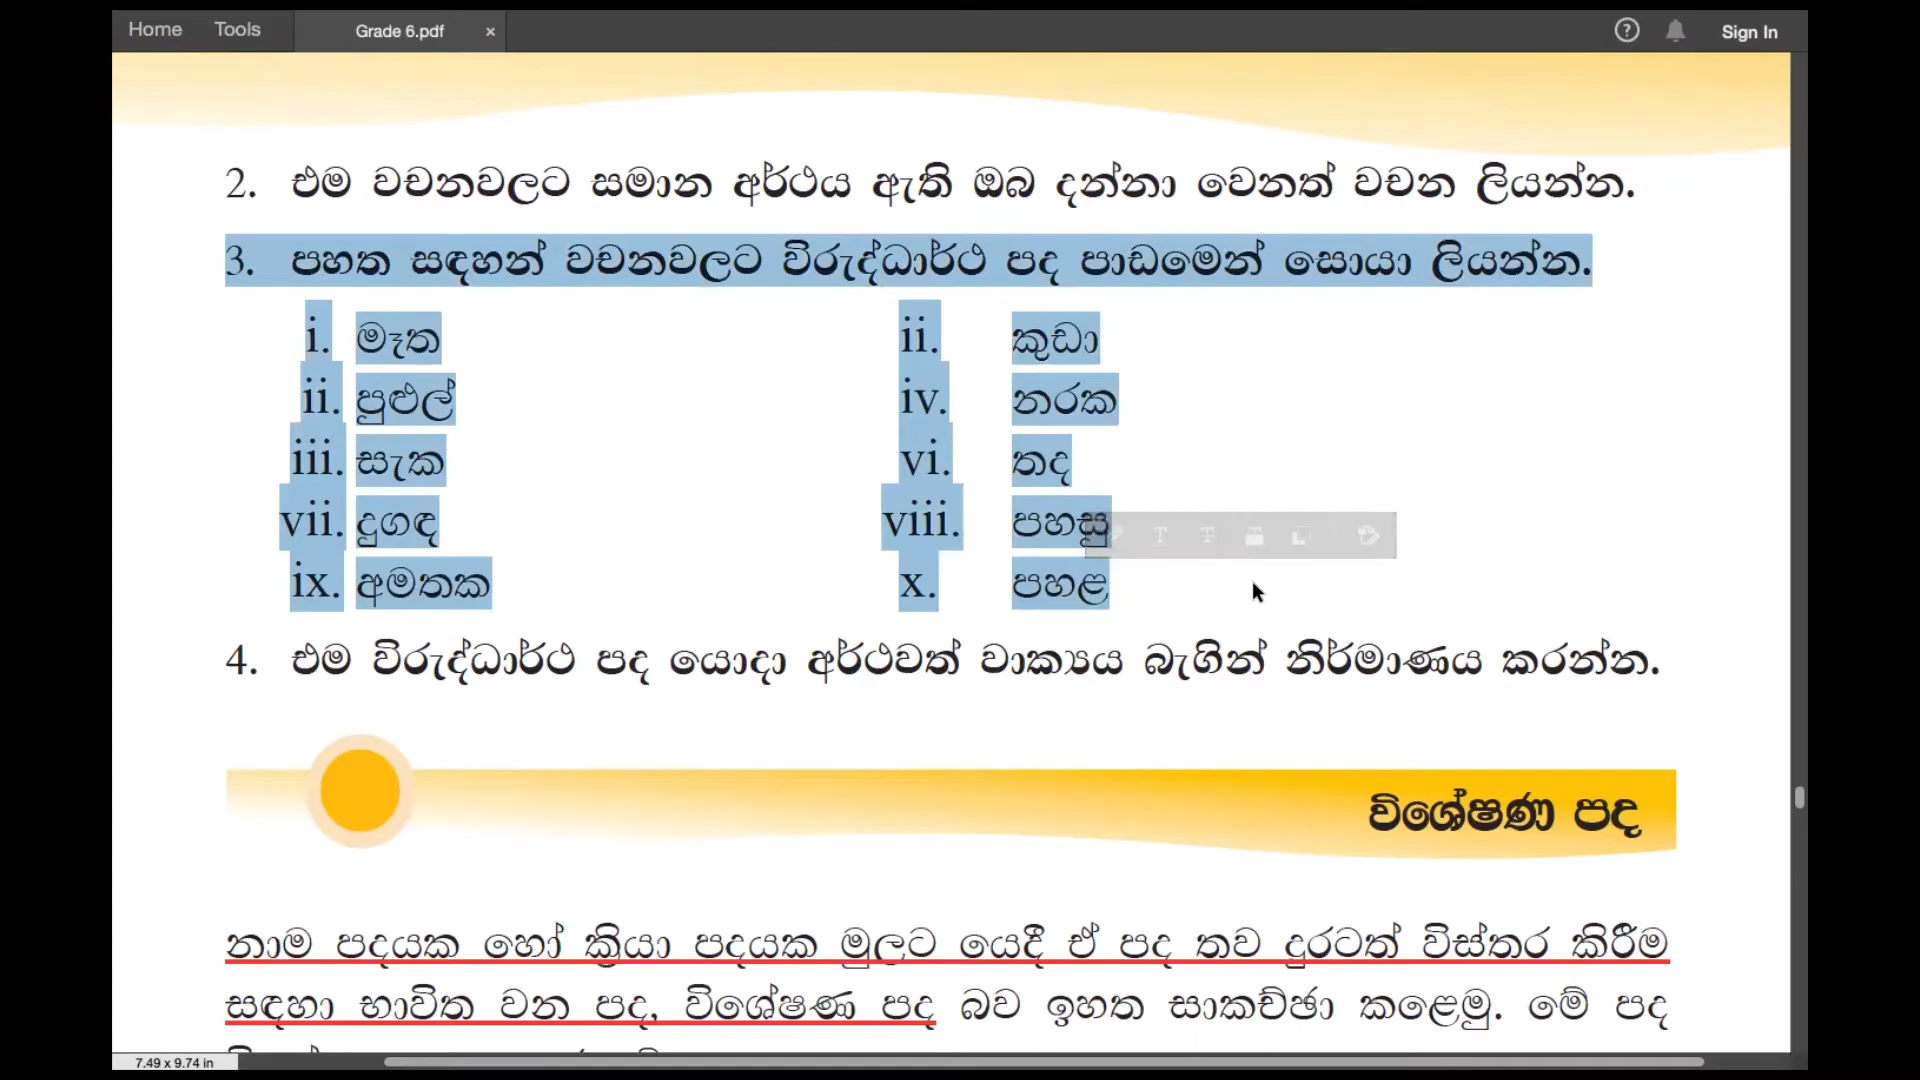 Home Tools Grade 6.pdf × Sign In
2. එම වචනවලට සමාන අර්ථය ඇති ඔබ දන්නා වෙනත් වචන ලියන්න.
3. පහත සඳහන් වචනවලට විරුද්ධාර්ථ පද පාඩමෙන් සොයා ලියන්න.
i. මෑත ii. කුඩා
ii. පුළුල් iv. නරක
iii. සැක vi. තද
vii. දුගඳ viii. පහසු
ix. අමතක x. පහළ
4. එම විරුද්ධාර්ථ පද යොදා අර්ථවත් වාක්‍යය බැගින් නිර්මාණය කරන්න.
විශේෂණ පද
නාම පදයක හෝ ක්‍රියා පදයක මුලට යෙදී ඒ පද තව දුරටත් විස්තර කිරීම
සඳහා භාවිත වන පද, විශේෂණ පද බව ඉහත සාකච්ඡා කළෙමු. මේ පද
7.49 x 9.74 in